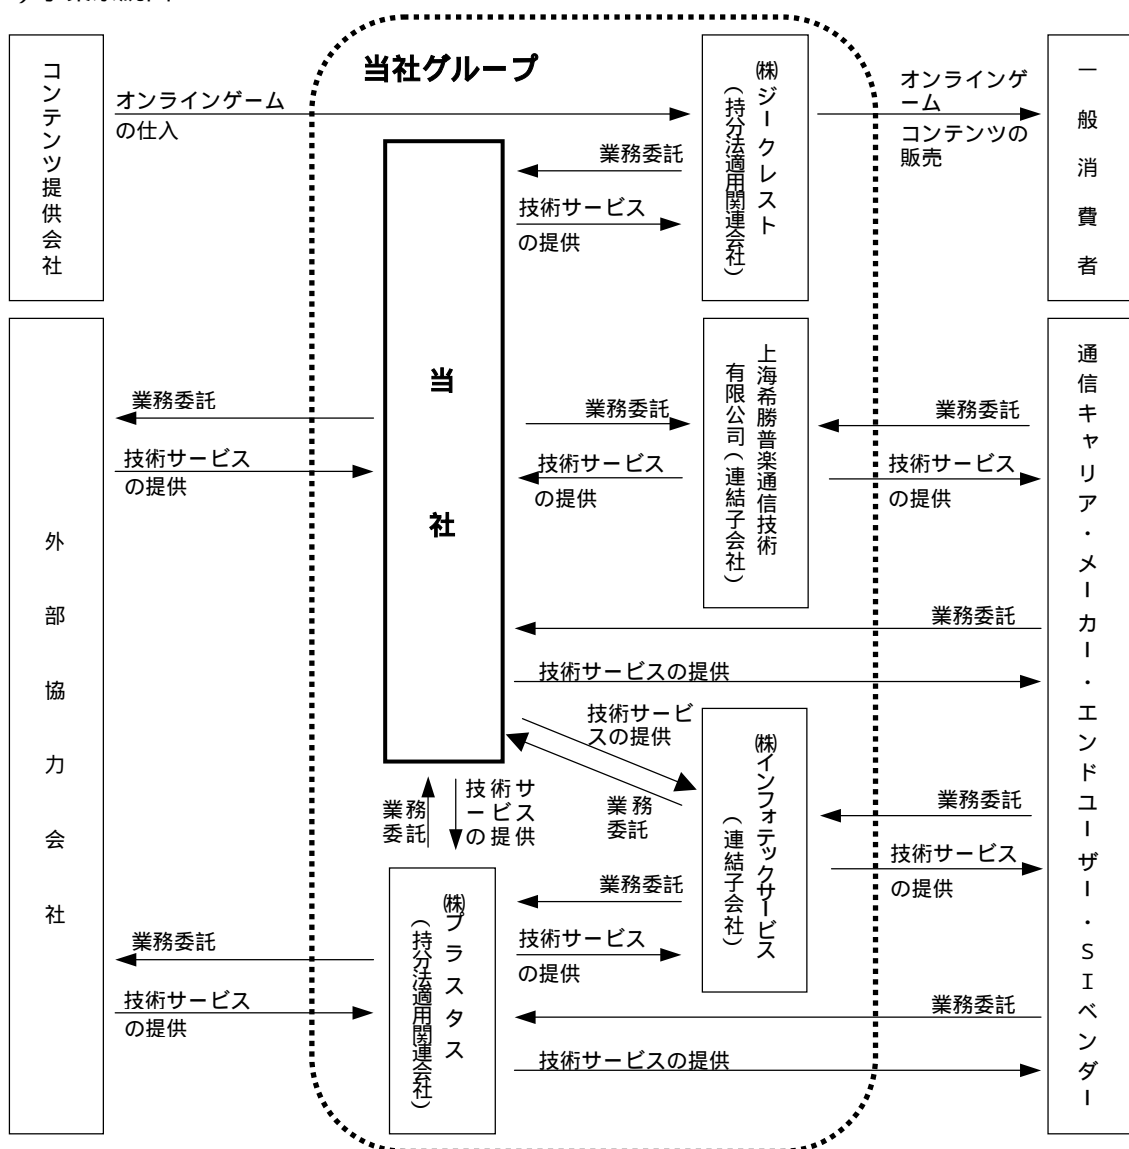 当社グループ
コンテンツ提供会社
オンラインゲーム
の仕入
㈱ジークレスト
(持分法適用関連会社)
オンラインゲ
ーム
コンテンツの
販売
一般消費者
業務委託
技術サービス
の提供
当社
外部協力会社
業務委託
技術サービス
の提供
業務委託
技術サービス
の提供
上海希勝普楽通信技術
有限公司(連結子会社)
業務委託
技術サービス
の提供
通信キャリア・メーカー・エンドユーザー・SIベンダー
業務委託
技術サービスの提供
技術サービ
スの提供
業務
委託
㈱インフォテックサービス
(連結子会社)
業務委託
技術サービス
の提供
業務
委託
技術サ
ービス
の提供
㈱プラスタス
(持分法適用関連会社)
業務委託
技術サービス
の提供
業務委託
技術サービス
の提供
業務委託
技術サービスの提供